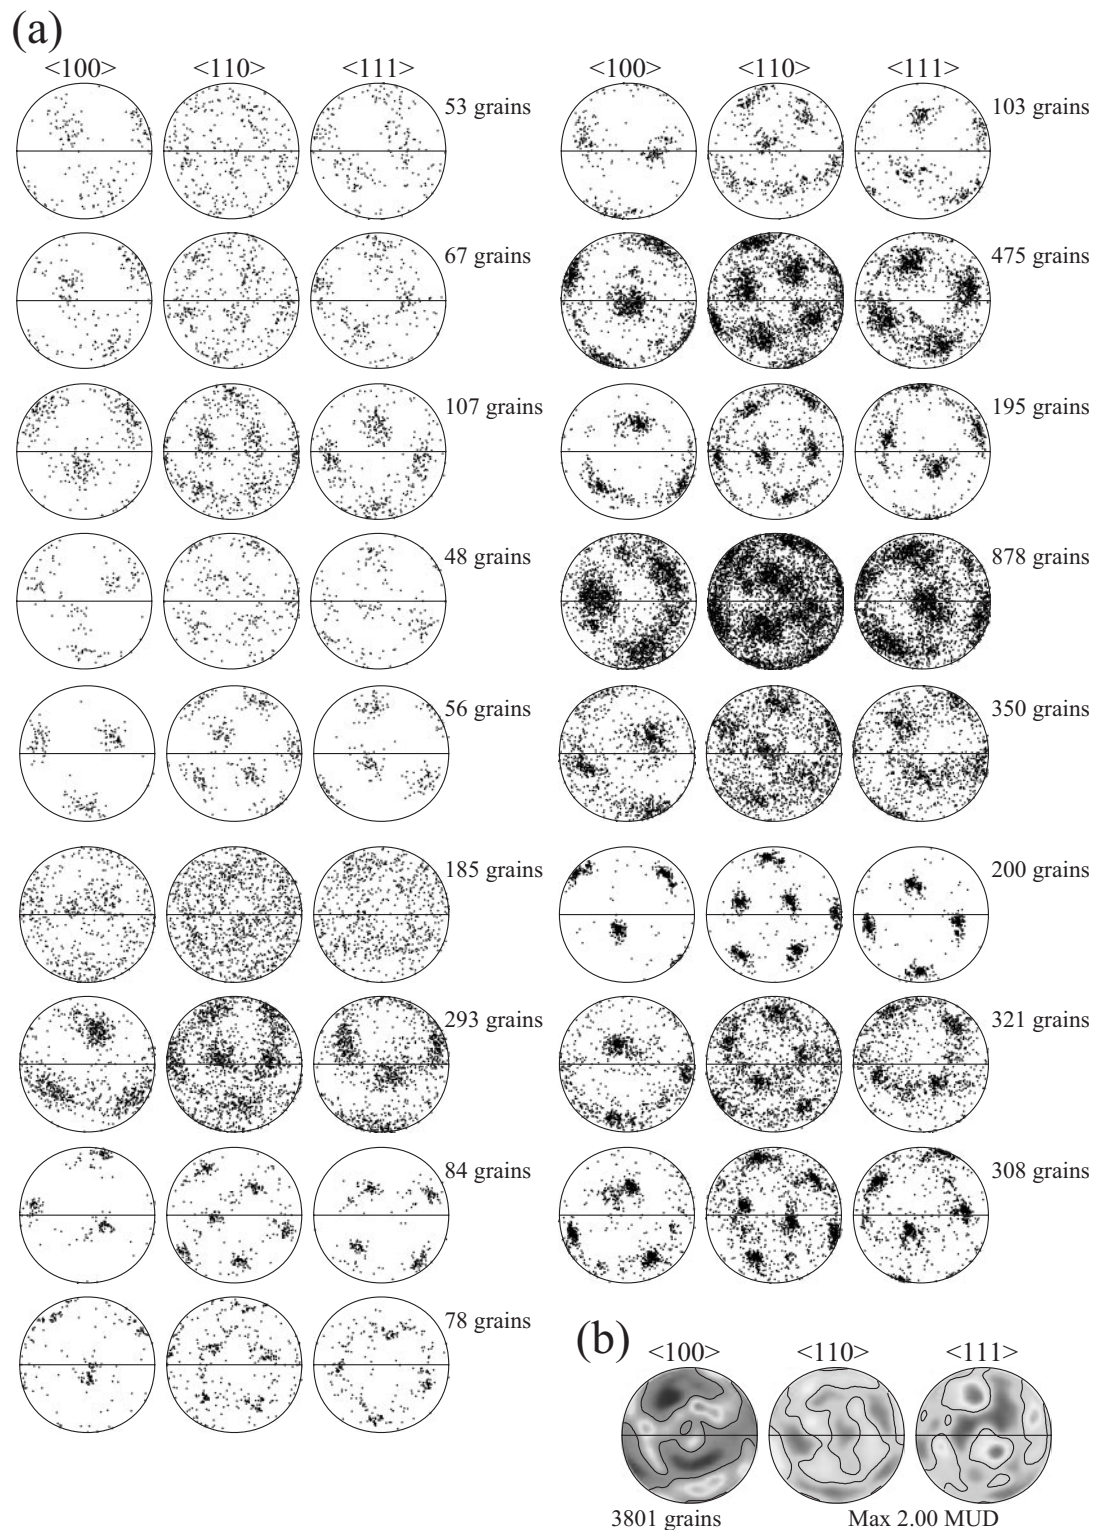 (a)
<100> <110> <111>
53 grains
67 grains
107 grains
48 grains
56 grains
185 grains
293 grains
84 grains
78 grains
<100> <110> <111>
103 grains
475 grains
195 grains
878 grains
350 grains
200 grains
321 grains
308 grains
(b)
<100> <110> <111>
3801 grains Max 2.00 MUD